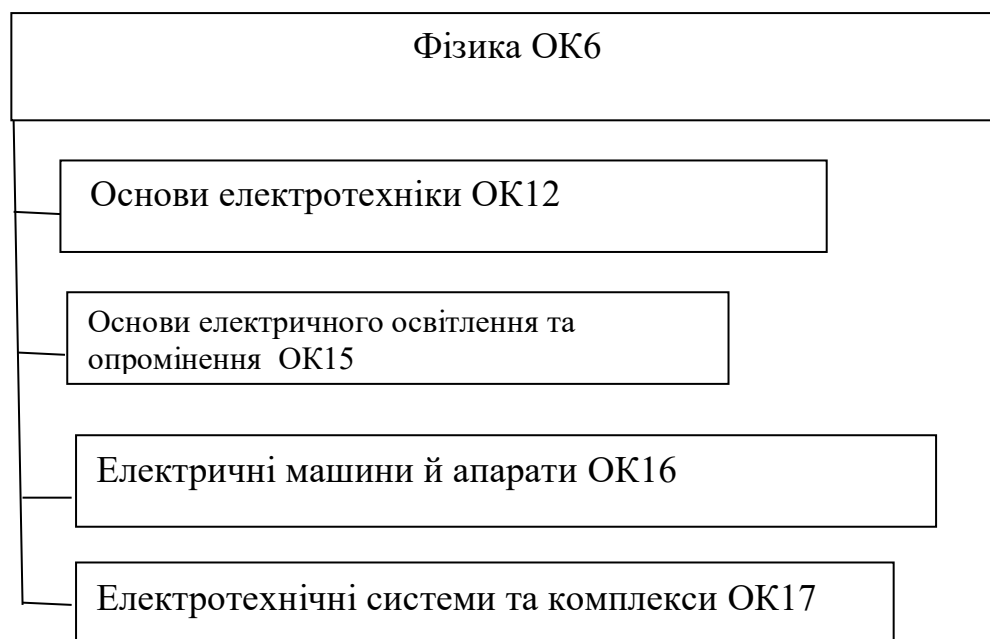 Фізика ОК6
Основи електротехніки ОК12
Основи електричного освітлення та
опромінення ОК15
Електричні машини й апарати ОК16
Електротехнічні системи та комплекси ОК17